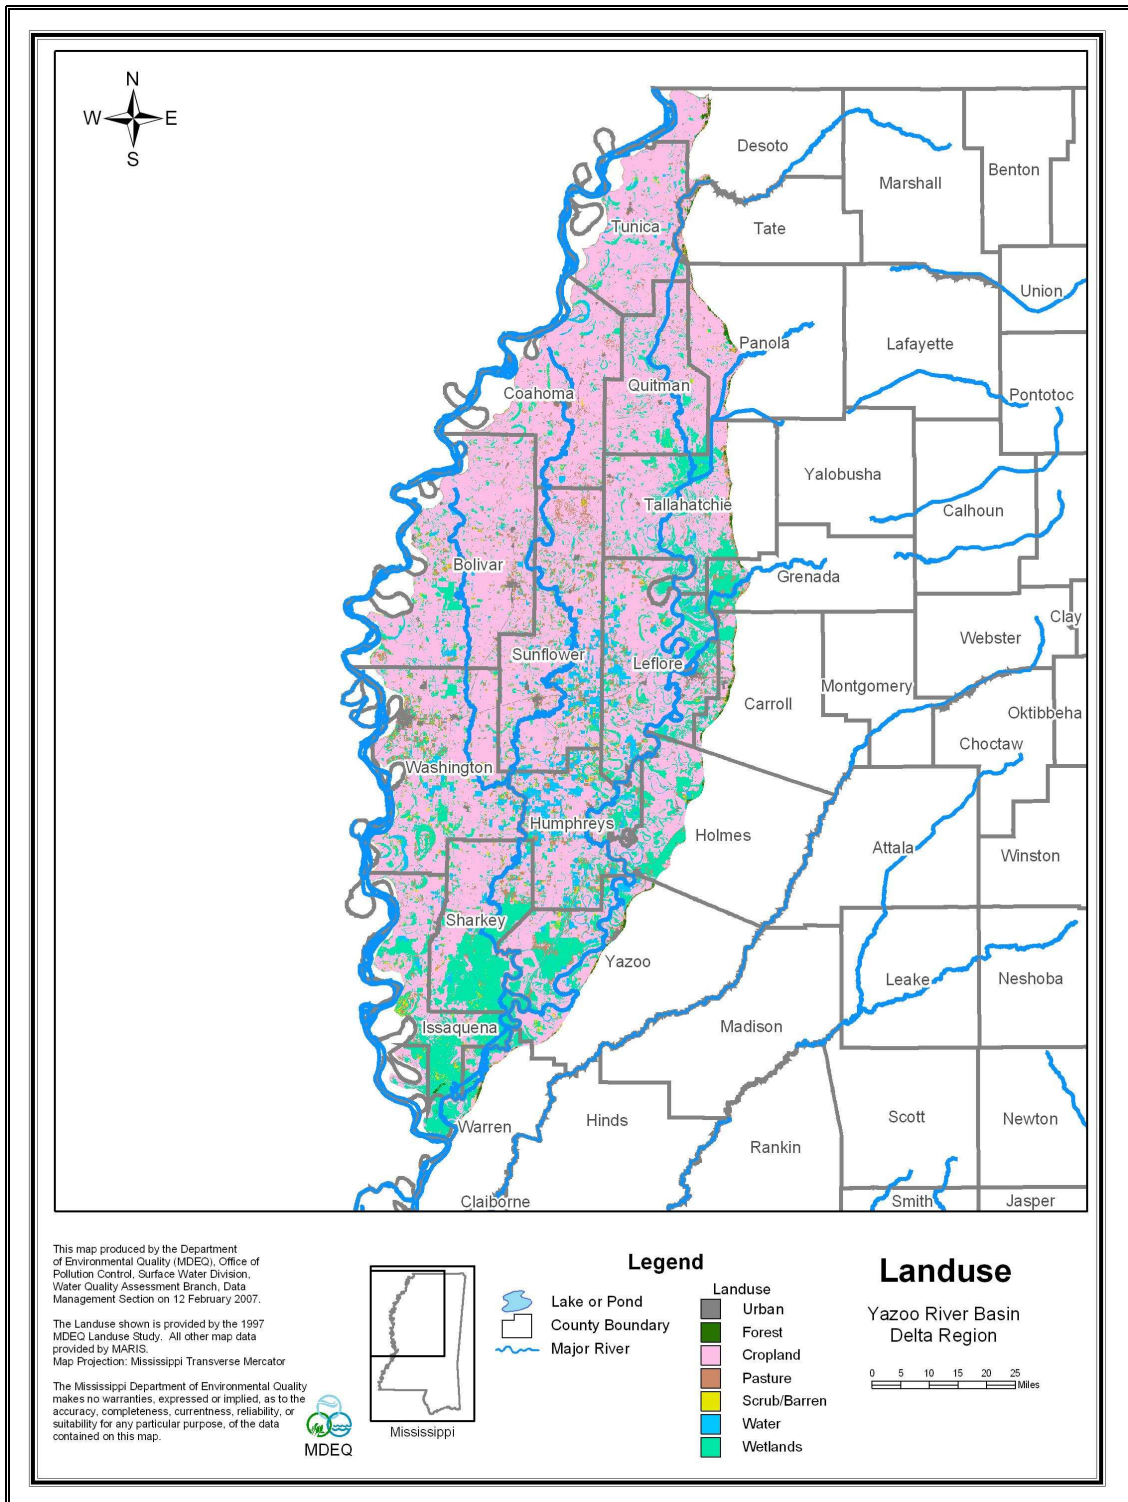 N
W E
S
Desoto
Marshall
Benton
Tunica
Tate
Union
Panola
Lafayette
Quitman
Coahoma
Pontotoc
Yalobusha
Tallahatchie
Calhoun
Bolivar
Grenada
Clay
Webster
Sunflower
Leflore
Montgomery
Carroll
Oktibbeha
Choctaw
Washington
Humphreys
Holmes
Attala
Winston
Sharkey
Yazoo
Leake
Neshoba
Issaquena
Madison
Warren
Hinds
Scott
Newton
Rankin
Claiborne
Smith
Jasper
This map produced by the Department
of Environmental Quality (MDEQ), Office of
Pollution Control, Surface Water Division,
Water Quality Assessment Branch, Data
Management Section on 12 February 2007.
The Landuse shown is provided by the 1997
MDEQ Landuse Study. All other map data
provided by MARIS.
Map Projection: Mississippi Transverse Mercator
The Mississippi Department of Environmental Quality
makes no warranties, expressed or implied, as to the
accuracy, completeness, currentness, reliability, or
suitability for any particular purpose, of the data
contained on this map.
MDEQ
Mississippi
Legend
Lake or Pond
County Boundary
Major River
Landuse
Urban
Forest
Cropland
Pasture
Scrub/Barren
Water
Wetlands
Landuse
Yazoo River Basin
Delta Region
0 5 10 15 20 25
Miles